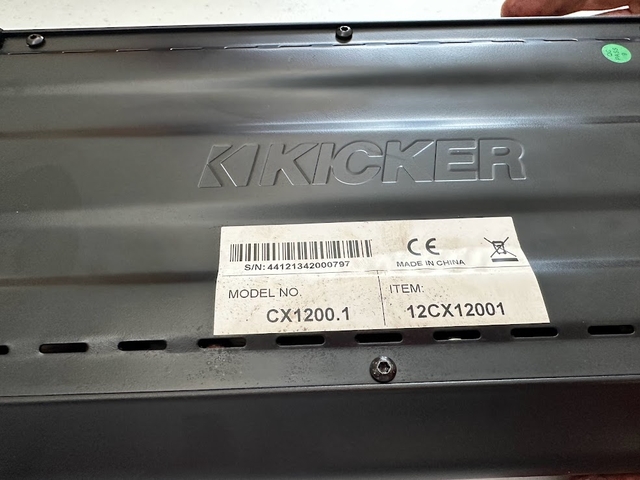 KICKER
S/N: 44121342000797
CE
MADE IN CHINA
MODEL NO.
CX1200.1
ITEM:
12CX12001